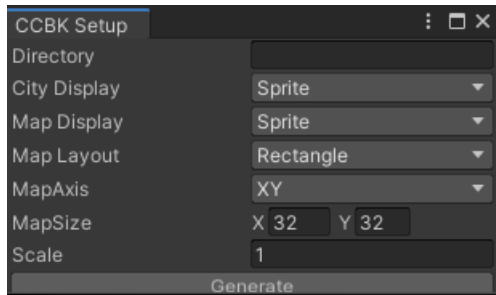 CCBK Setup
Directory
City Display Sprite
Map Display Sprite
Map Layout Rectangle
MapAxis XY
MapSize X 32 Y 32
Scale 1
Generate